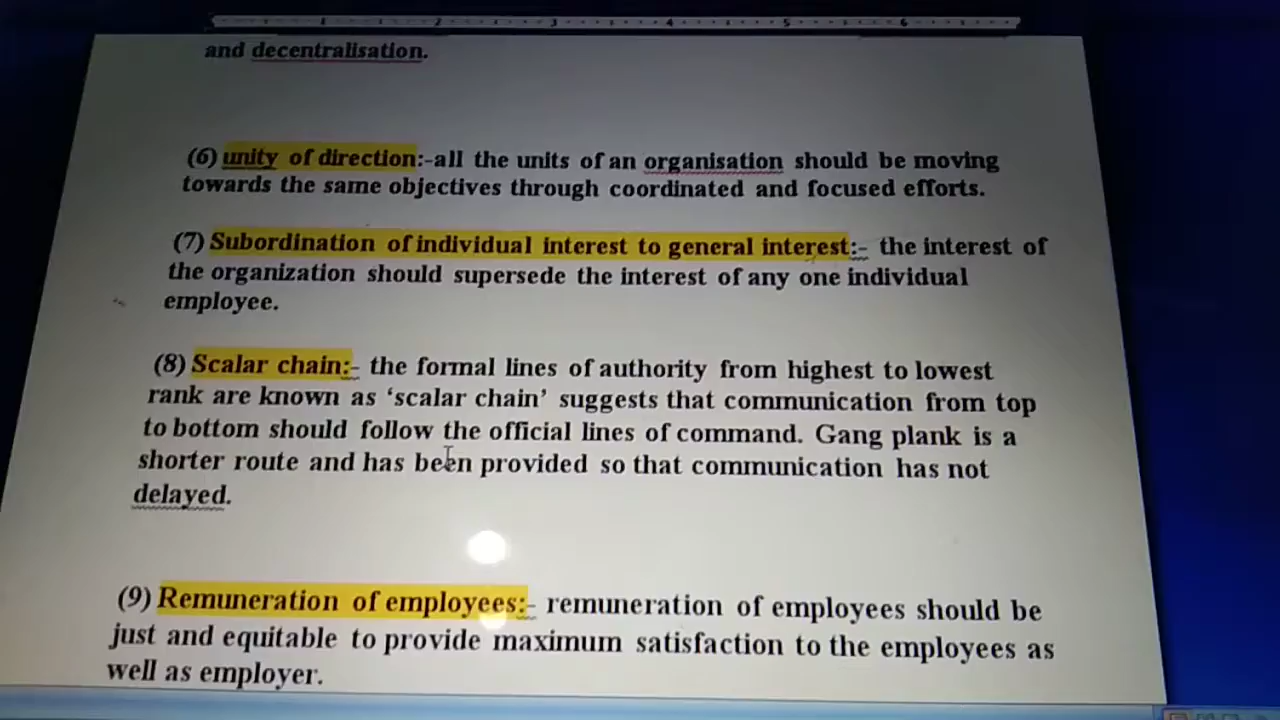 and decentralisation.
(6) unity of direction:-all the units of an organisation should be moving
towards the same objectives through coordinated and focused efforts.
(7) Subordination of individual interest to general interest:- the interest of
the organization should supersede the interest of any one individual
employee.
(8) Scalar chain:- the formal lines of authority from highest to lowest
rank are known as ‘scalar chain’ suggests that communication from top
to bottom should follow the official lines of command. Gang plank is a
shorter route and has been provided so that communication has not
delayed.
(9) Remuneration of employees:- remuneration of employees should be
just and equitable to provide maximum satisfaction to the employees as
well as employer.